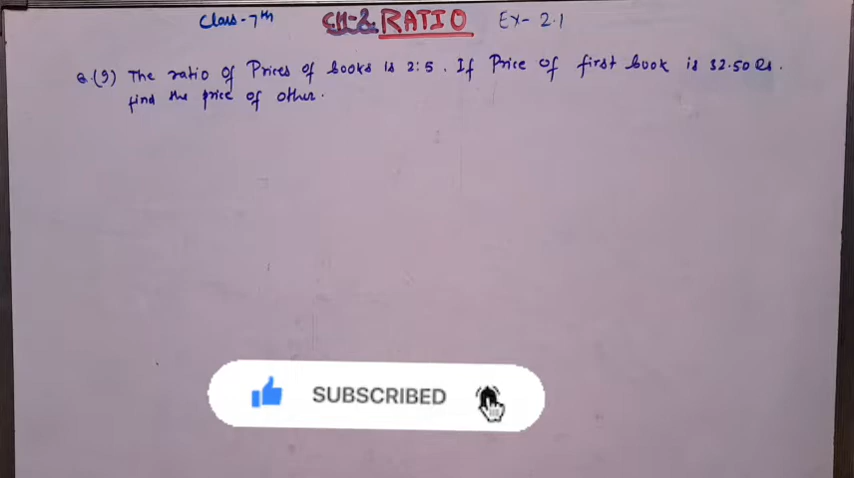 Class-7th CH-2 RATIO Ex-2.1
Q.(9) The ratio of Prices of books is 2:5. If Price of first book is 32.50 Rs.
find the price of other.
SUBSCRIBED